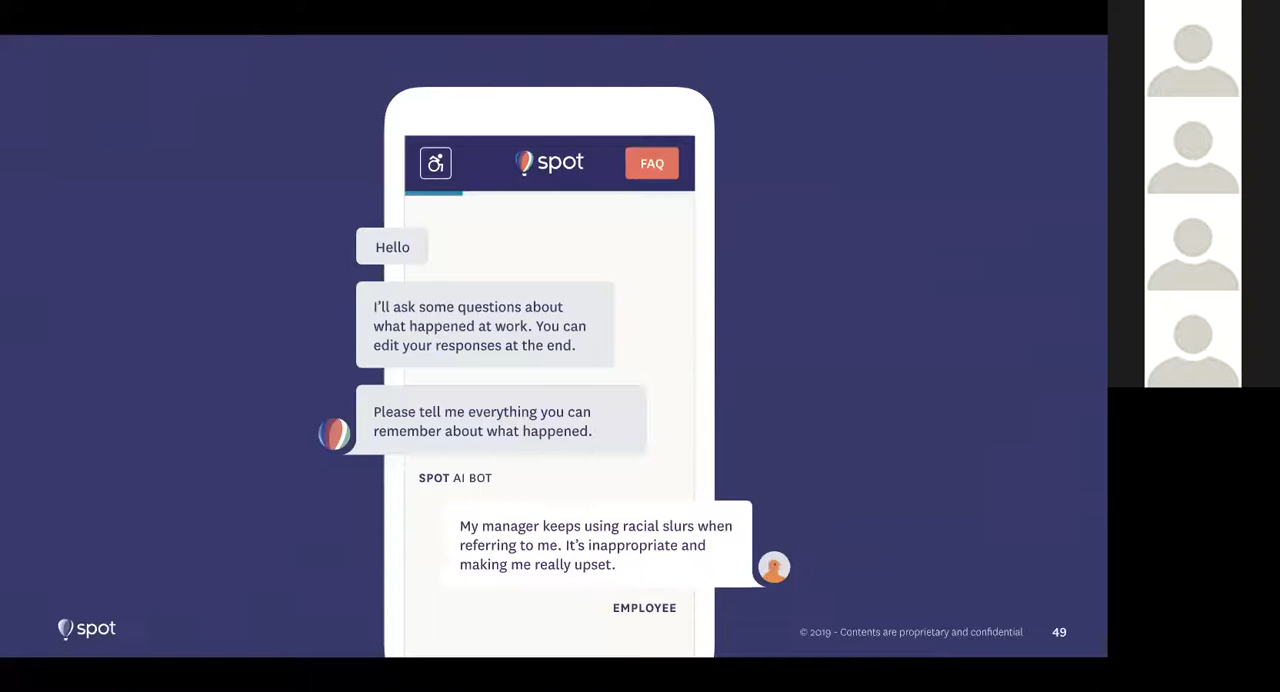 spot
FAQ
Hello
I'll ask some questions about
what happened at work. You can
edit your responses at the end.
Please tell me everything you can
remember about what happened.
SPOT AI BOT
My manager keeps using racial slurs when
referring to me. It's inappropriate and
making me really upset.
EMPLOYEE
spot
© 2019 - Contents are proprietary and confidential
49